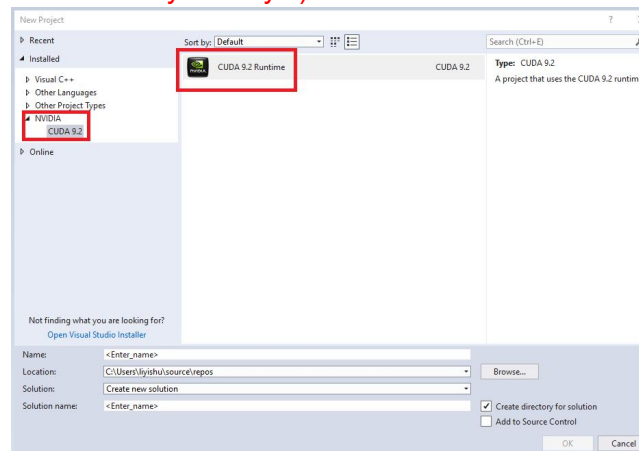 New Project
?
Recent
Installed
Visual C++
Other Languages
Other Project Types
NVIDIA
CUDA 9.2
Online
Not finding what you are looking for?
Open Visual Studio Installer
Sort by: Default
NVIDIA
CUDA 9.2 Runtime
CUDA 9.2
Search (Ctrl+E)
Type: CUDA 9.2
A project that uses the CUDA 9.2 runtim
Name: <Enter_name>
Location: C:\Users\liyishu\source\repos
Browse...
Solution: Create new solution
Solution name: <Enter_name>
Create directory for solution
Add to Source Control
OK
Cancel